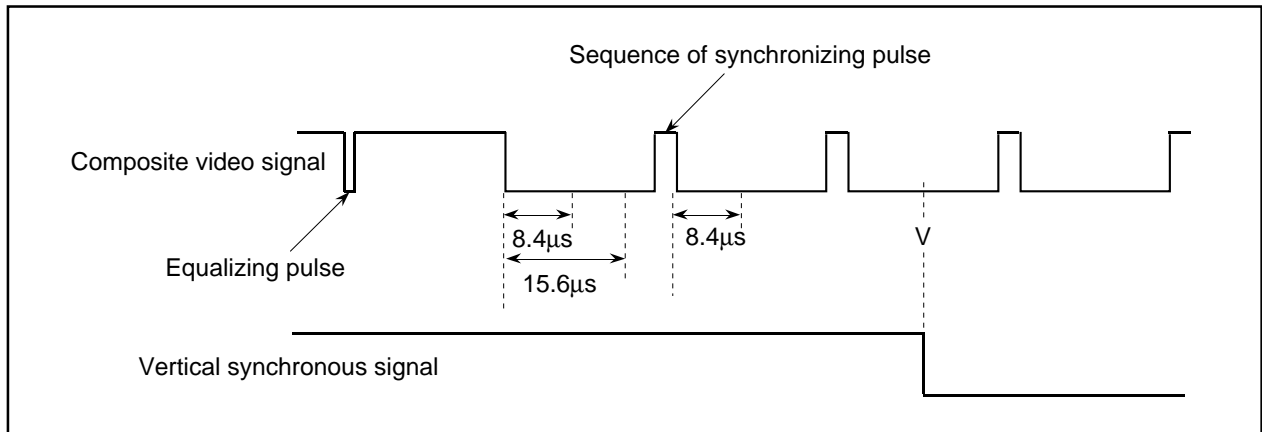 Sequence of synchronizing pulse
Composite video signal
8.4μs
8.4μs
V
Equalizing pulse
15.6μs
Vertical synchronous signal